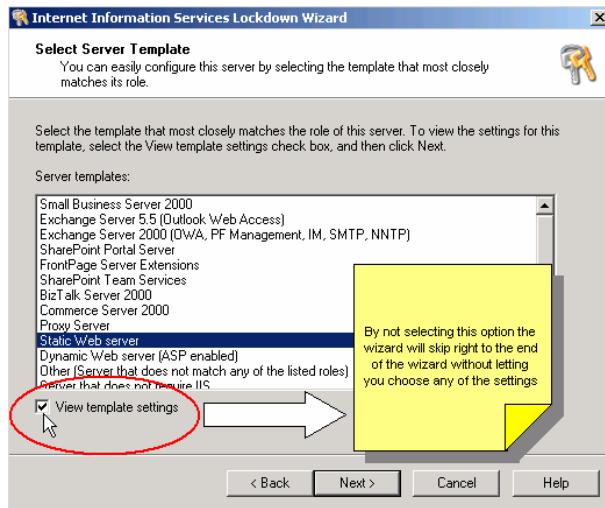 Internet Information Services Lockdown Wizard
Select Server Template
You can easily configure this server by selecting the template that most closely
matches its role.
Select the template that most closely matches the role of this server. To view the settings for this
template, select the View template settings check box, and then click Next.
Server templates:
Small Business Server 2000
Exchange Server 5.5 (Outlook Web Access)
Exchange Server 2000 (OWA, PF Management, IM, SMTP, NNTP)
SharePoint Portal Server
FrontPage Server Extensions
SharePoint Team Services
BizTalk Server 2000
Commerce Server 2000
Proxy Server
Static Web server
Dynamic Web server (ASP enabled)
Other (Server that does not match any of the listed roles)
Server that does not require IIS
By not selecting this option the
wizard will skip right to the end
of the wizard without letting
you choose any of the settings
View template settings
< Back
Next >
Cancel
Help